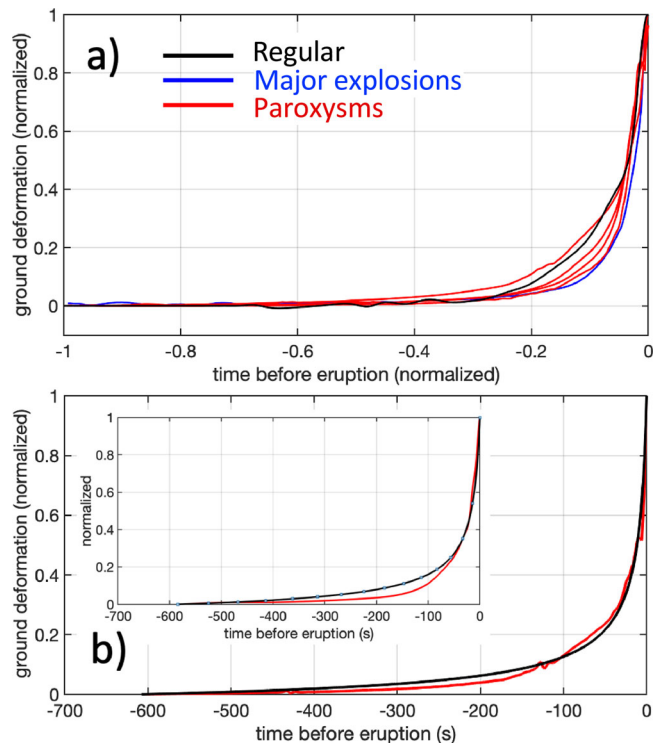 a)
Regular
Major explosions
Paroxysms
ground deformation (normalized)
1
0.8
0.6
0.4
0.2
0
-1 -0.8 -0.6 -0.4 -0.2 0
time before eruption (normalized)
b)
ground deformation (normalized)
1
0.8
0.6
0.4
0.2
0
-700 -600 -500 -400 -300 -200 -100 0
time before eruption (s)
normalized
1
0.8
0.6
0.4
0.2
0
-700 -600 -500 -400 -300 -200 -100 0
time before eruption (s)